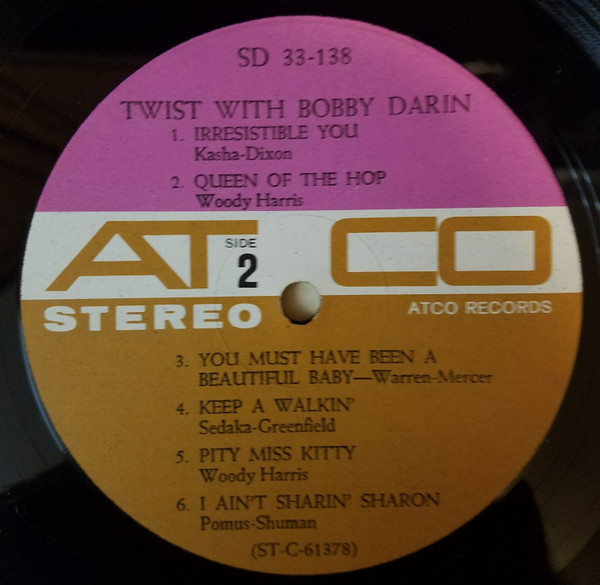 SD 33-138
TWIST WITH BOBBY DARIN
1. IRRESISTIBLE YOU
Kasha-Dixon
2. QUEEN OF THE HOP
Woody Harris
ATCO
SIDE
2
STEREO
ATCO RECORDS
3. YOU MUST HAVE BEEN A
BEAUTIFUL BABY—Warren-Mercer
4. KEEP A WALKIN'
Sedaka-Greenfield
5. PITY MISS KITTY
Woody Harris
6. I AIN'T SHARIN' SHARON
Pomus-Shuman
(ST-C-61378)